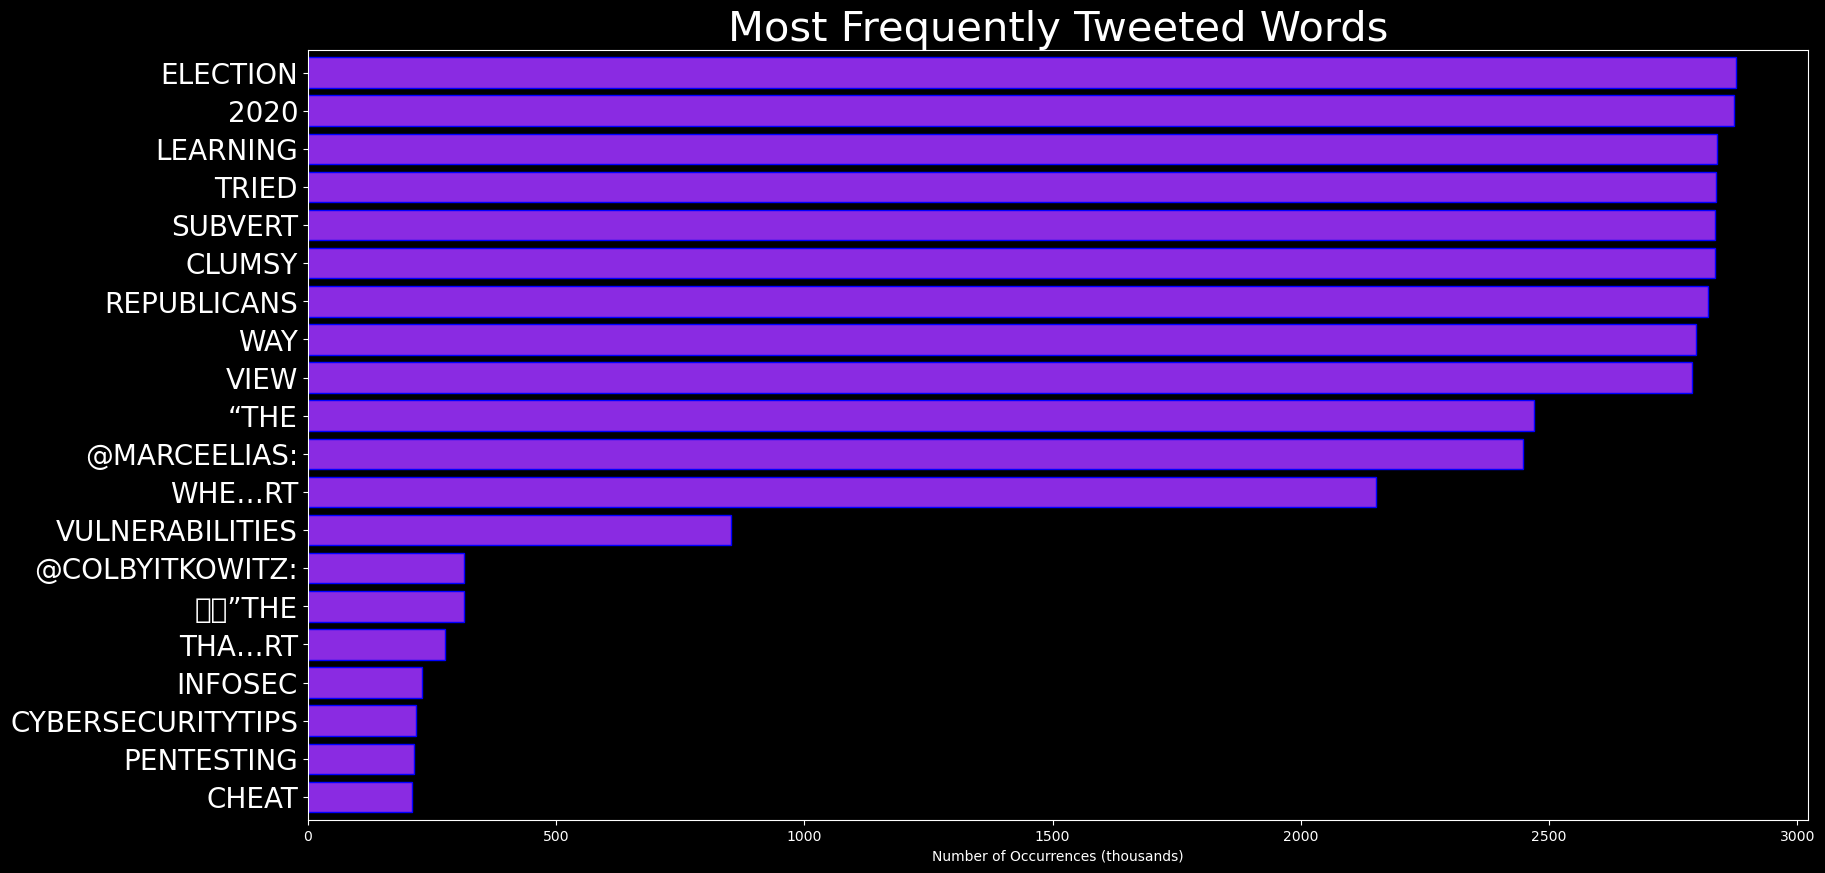 Most Frequently Tweeted Words
ELECTION
2020
LEARNING
TRIED
SUBVERT
CLUMSY
REPUBLICANS
WAY
VIEW
“THE
@MARCEELIAS:
WHE…RT
VULNERABILITIES
@COLBYITKOWITZ:
▯▯”THE
THA…RT
INFOSEC
CYBERSECURITYTIPS
PENTESTING
CHEAT
0 500 1000 1500 2000 2500 3000
Number of Occurrences (thousands)